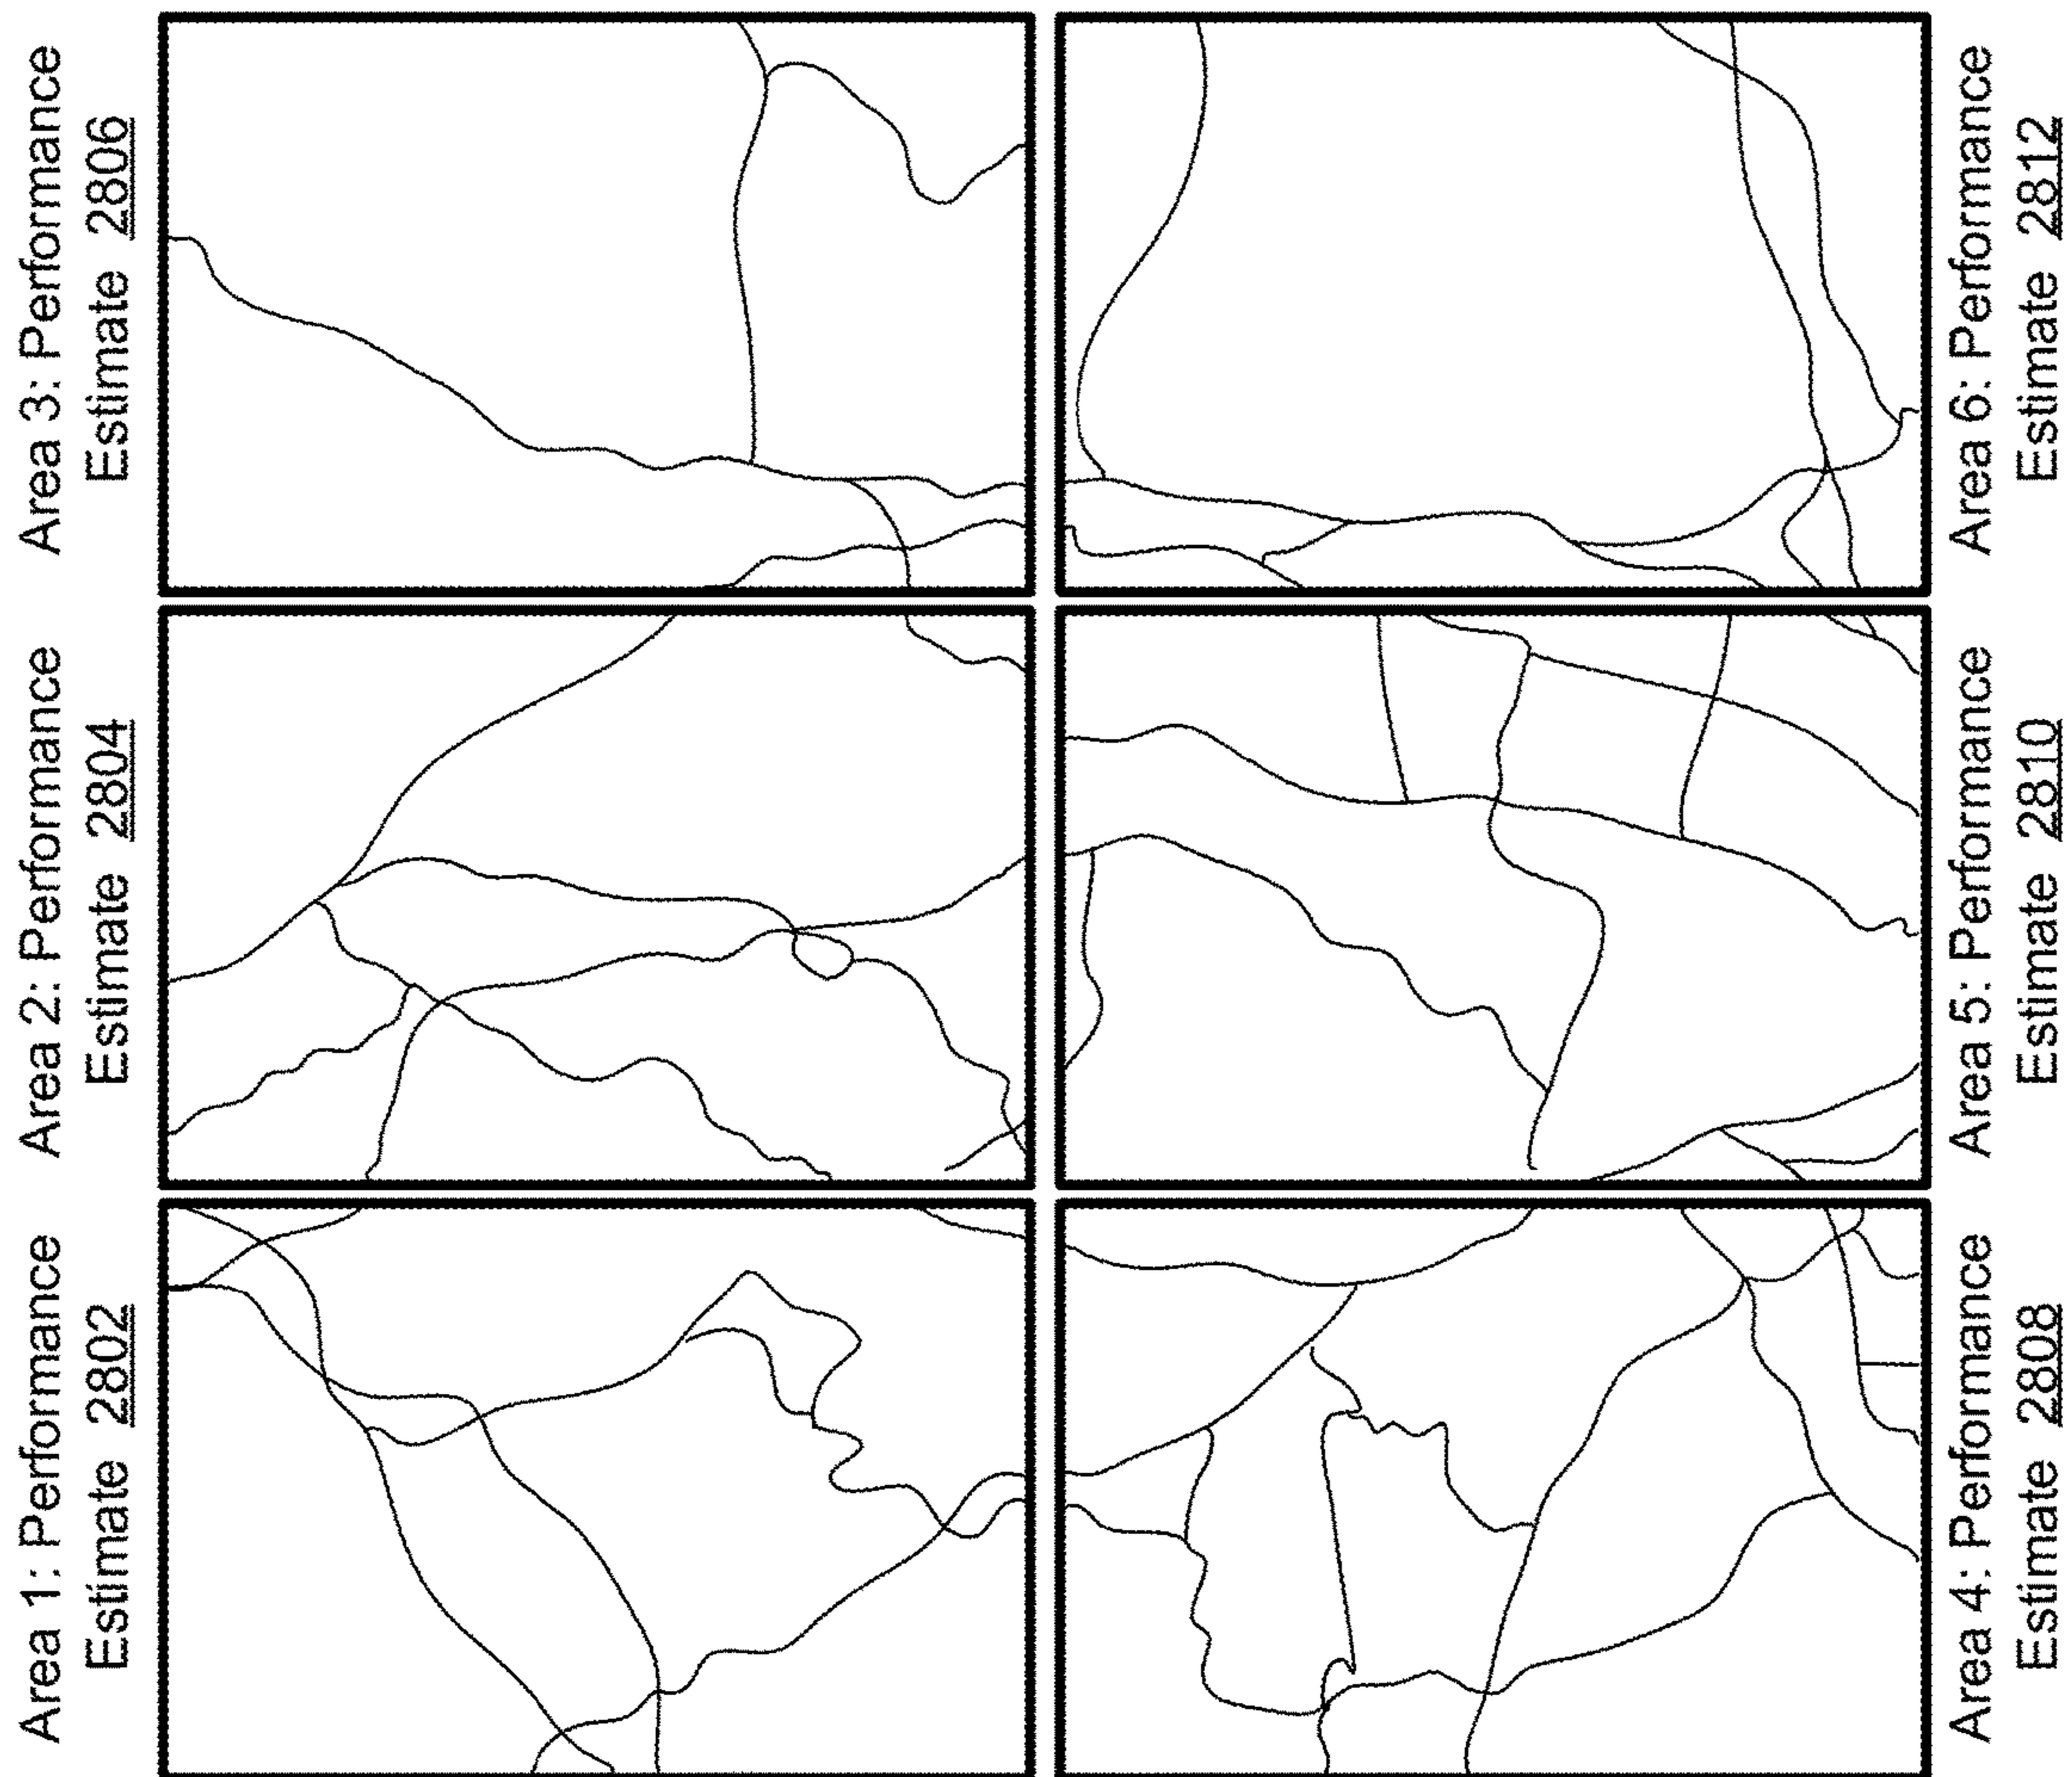 Area 1: Performance
Estimate 2802
Area 2: Performance
Estimate 2804
Area 3: Performance
Estimate 2806
Area 4: Performance
Estimate 2808
Area 5: Performance
Estimate 2810
Area 6: Performance
Estimate 2812